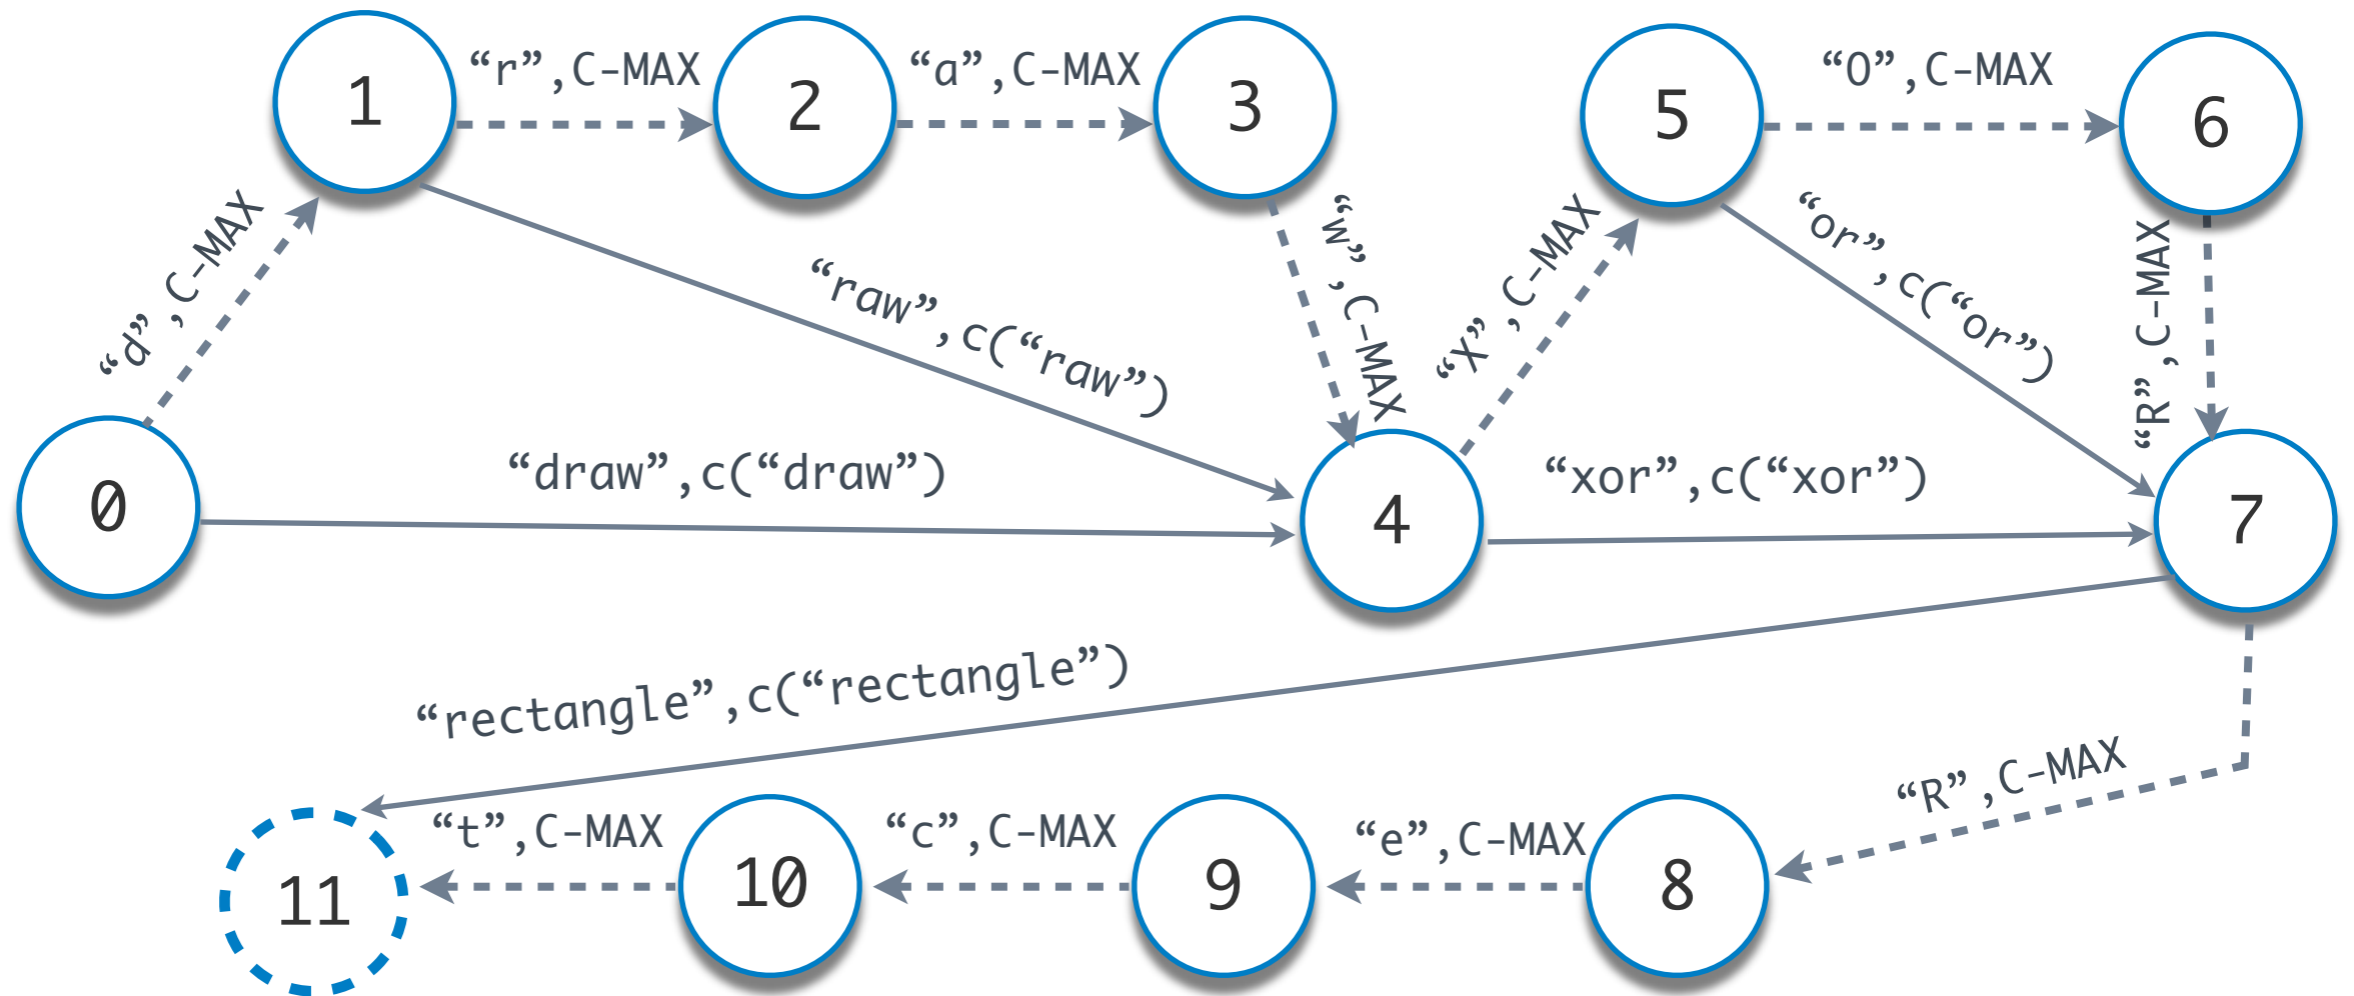 1
“r”,C-MAX
2
“a”,C-MAX
3
5
“O”,C-MAX
6
“d”,C-MAX
“raw”,c(“raw”)
“w”,C-MAX
“X”,C-MAX
“or”,c(“or”)
“R”,C-MAX
0
“draw”,c(“draw”)
4
“xor”,c(“xor”)
7
“rectangle”,c(“rectangle”)
“R”,C-MAX
11
“t”,C-MAX
10
“c”,C-MAX
9
“e”,C-MAX
8